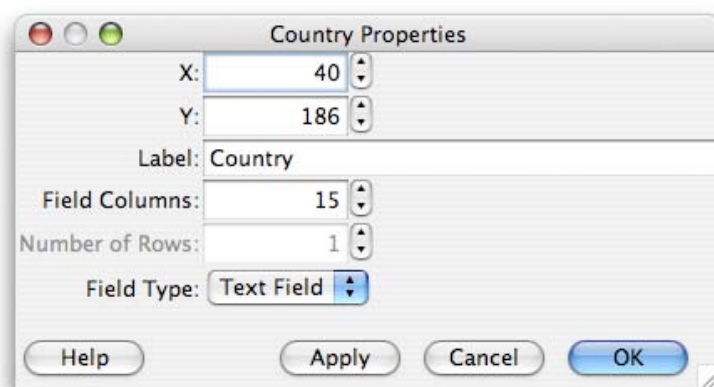 Country Properties
X: 40
Y: 186
Label: Country
Field Columns: 15
Number of Rows: 1
Field Type: Text Field
Help Apply Cancel OK